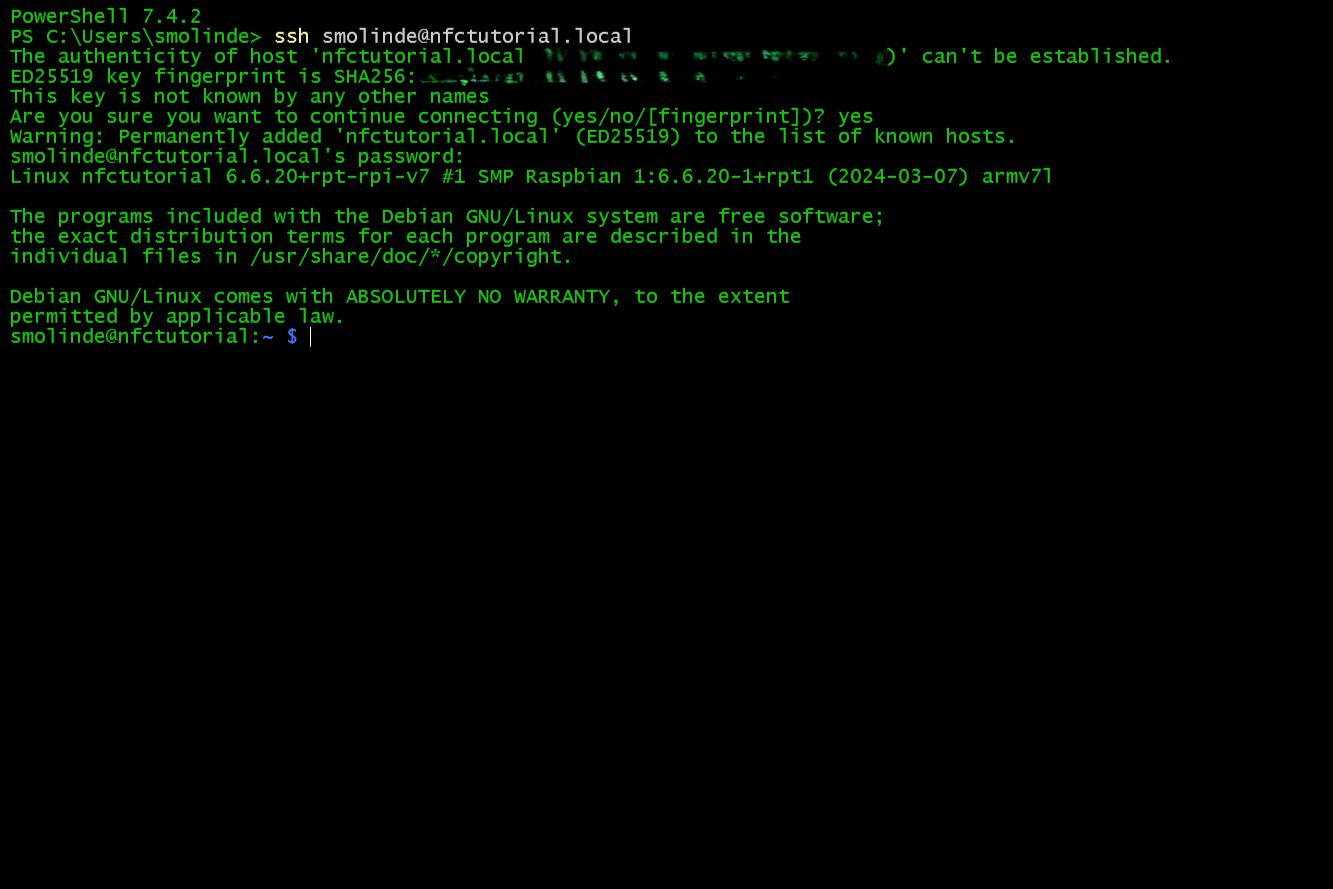 PowerShell 7.4.2
PS C:\Users\smolinde> ssh smolinde@nfctutorial.local
The authenticity of host 'nfctutorial.local )' can't be established.
ED25519 key fingerprint is SHA256:
This key is not known by any other names
Are you sure you want to continue connecting (yes/no/[fingerprint])? yes
Warning: Permanently added 'nfctutorial.local' (ED25519) to the list of known hosts.
smolinde@nfctutorial.local's password:
Linux nfctutorial 6.6.20+rpt-rpi-v7 #1 SMP Raspbian 1:6.6.20-1+rpt1 (2024-03-07) armv7l

The programs included with the Debian GNU/Linux system are free software;
the exact distribution terms for each program are described in the
individual files in /usr/share/doc/*/copyright.

Debian GNU/Linux comes with ABSOLUTELY NO WARRANTY, to the extent
permitted by applicable law.
smolinde@nfctutorial:~ $